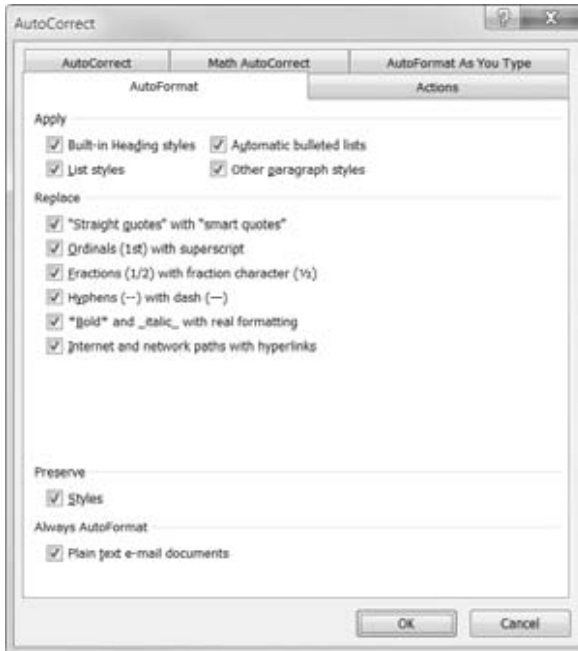 AutoCorrect
AutoCorrect Math AutoCorrect AutoFormat As You Type
AutoFormat Actions
Apply
Built-in Heading styles Automatic bulleted lists
List styles Other paragraph styles
Replace
"Straight quotes" with “smart quotes”
Ordinals (1st) with superscript
Fractions (1/2) with fraction character (½)
Hyphens (--) with dash (—)
*Bold* and _italic_ with real formatting
Internet and network paths with hyperlinks
Preserve
Styles
Always AutoFormat
Plain text e-mail documents
OK Cancel